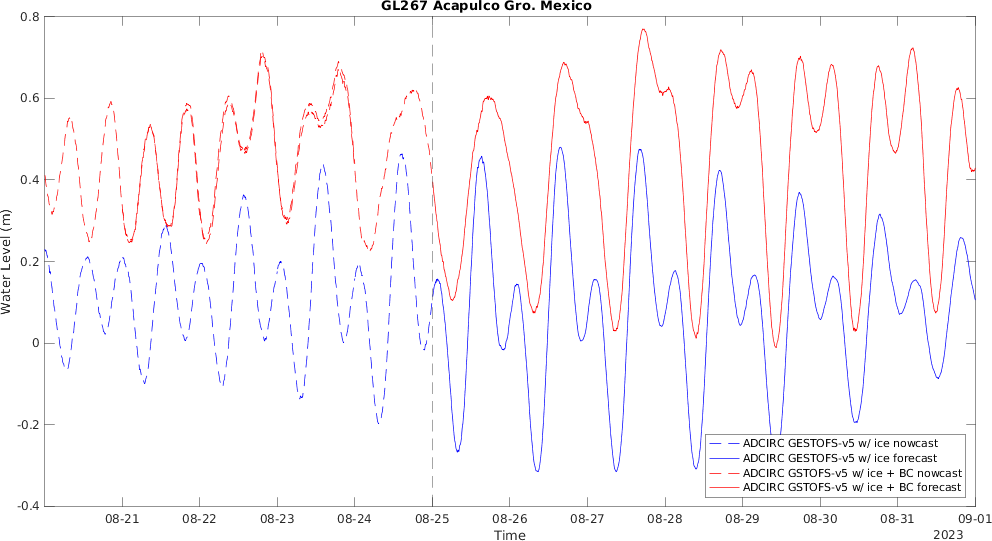 GL267 Acapulco Gro. Mexico
0.8
0.6
0.4
0.2
0
-0.2
-0.4
Water Level (m)
ADCIRC GESTOFS-v5 w/ ice nowcast
ADCIRC GESTOFS-v5 w/ ice forecast
ADCIRC GSTOFS-v5 w/ ice + BC nowcast
ADCIRC GSTOFS-v5 w/ ice + BC forecast
08-21 08-22 08-23 08-24 08-25 08-26 08-27 08-28 08-29 08-30 08-31 09-01
Time
2023